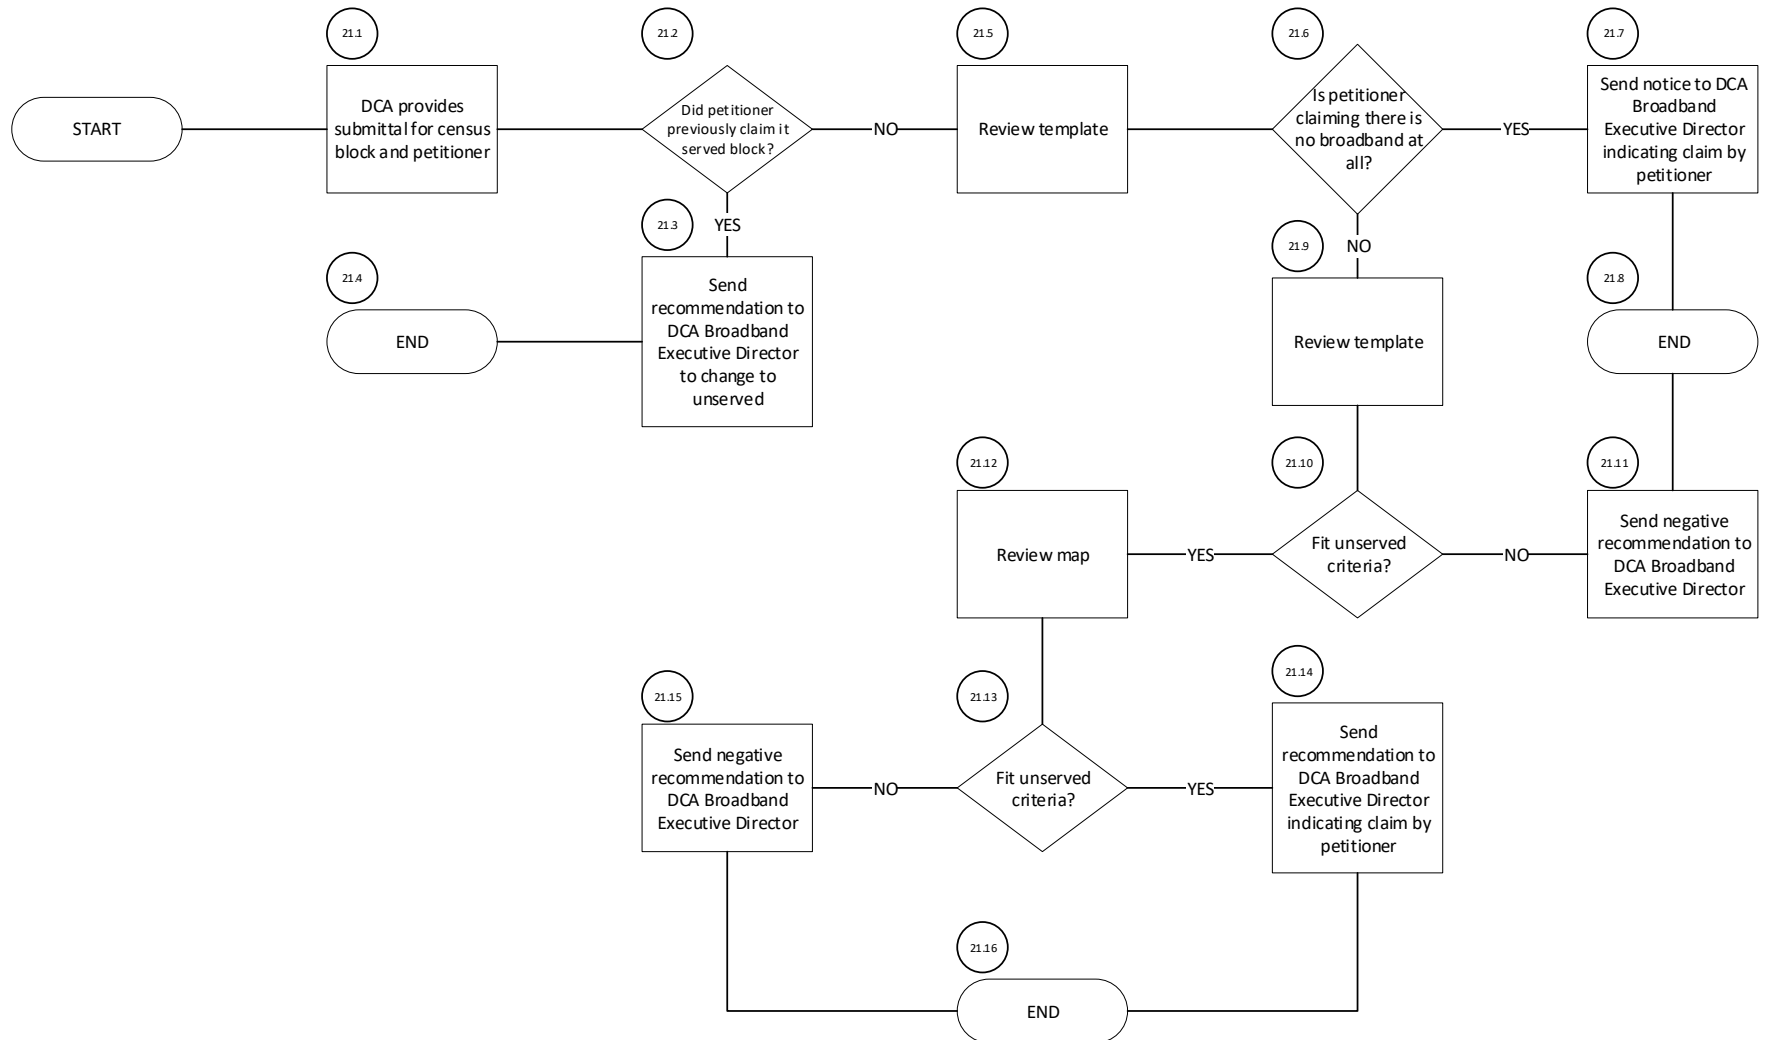 21.1
21.2
21.5
21.6
21.7
START
DCA provides
submittal for census
block and petitioner
Did petitioner
previously claim it
served block?
NO
Review template
Is petitioner
claiming there is
no broadband at
all?
YES
Send notice to DCA
Broadband
Executive Director
indicating claim by
petitioner
21.3
YES
21.4
END
Send
recommendation to
DCA Broadband
Executive Director
to change to
unserved
21.9
NO
Review template
21.8
END
21.12
21.10
21.11
Review map
YES
Fit unserved
criteria?
NO
Send negative
recommendation to
DCA Broadband
Executive Director
21.15
21.13
21.14
Send negative
recommendation to
DCA Broadband
Executive Director
NO
Fit unserved
criteria?
YES
Send
recommendation to
DCA Broadband
Executive Director
indicating claim by
petitioner
21.16
END